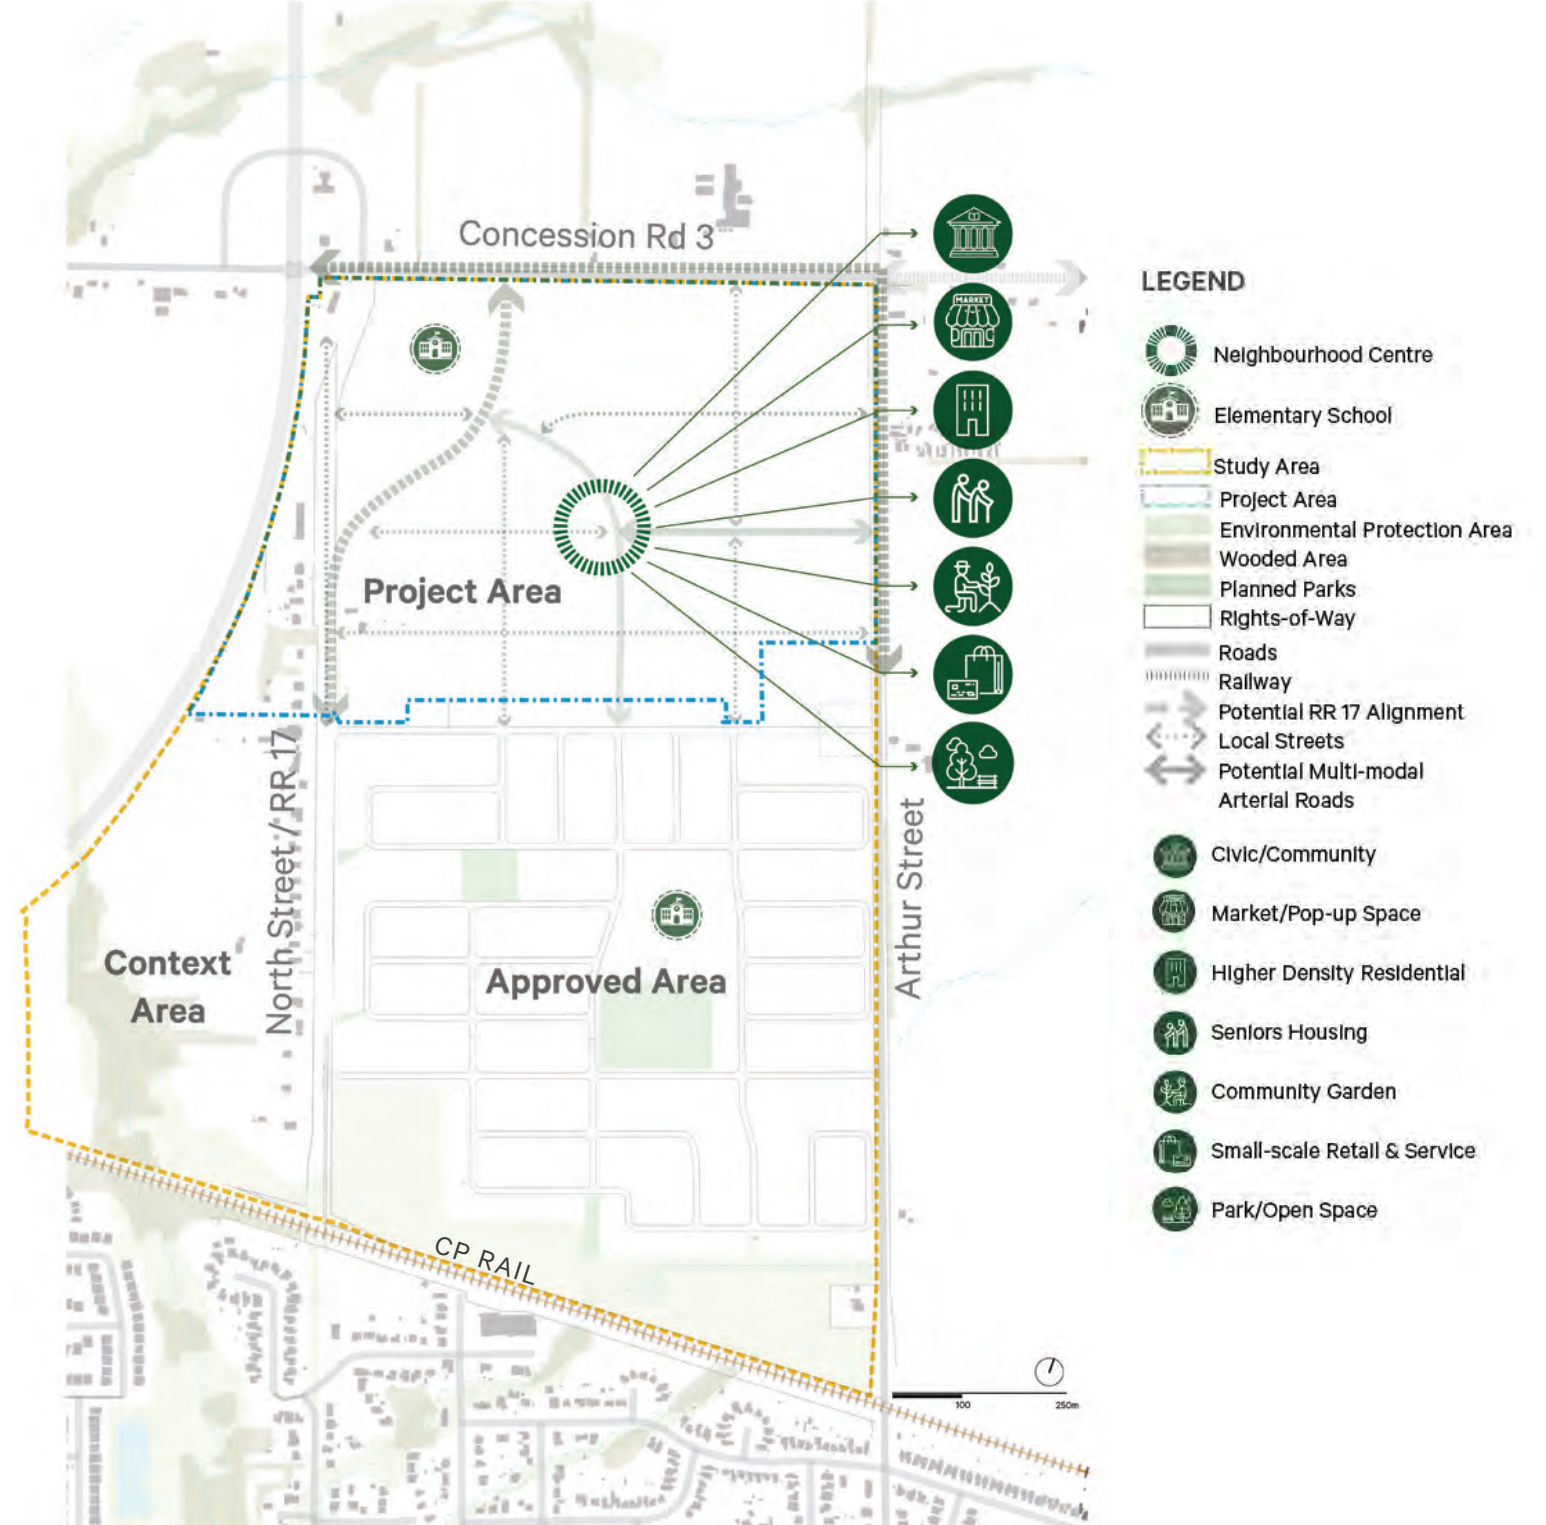 MARKET
Concession Rd 3
Project Area
North Street / RR 17
Arthur Street
Context
Area
Approved Area
CP RAIL
100
250m
LEGEND
Neighbourhood Centre
Elementary School
Study Area
Project Area
Environmental Protection Area
Wooded Area
Planned Parks
Rights-of-Way
Roads
Railway
Potential RR 17 Alignment
Local Streets
Potential Multi-modal
Arterial Roads
Civic/Community
Market/Pop-up Space
Higher Density Residential
Seniors Housing
Community Garden
Small-scale Retail & Service
Park/Open Space